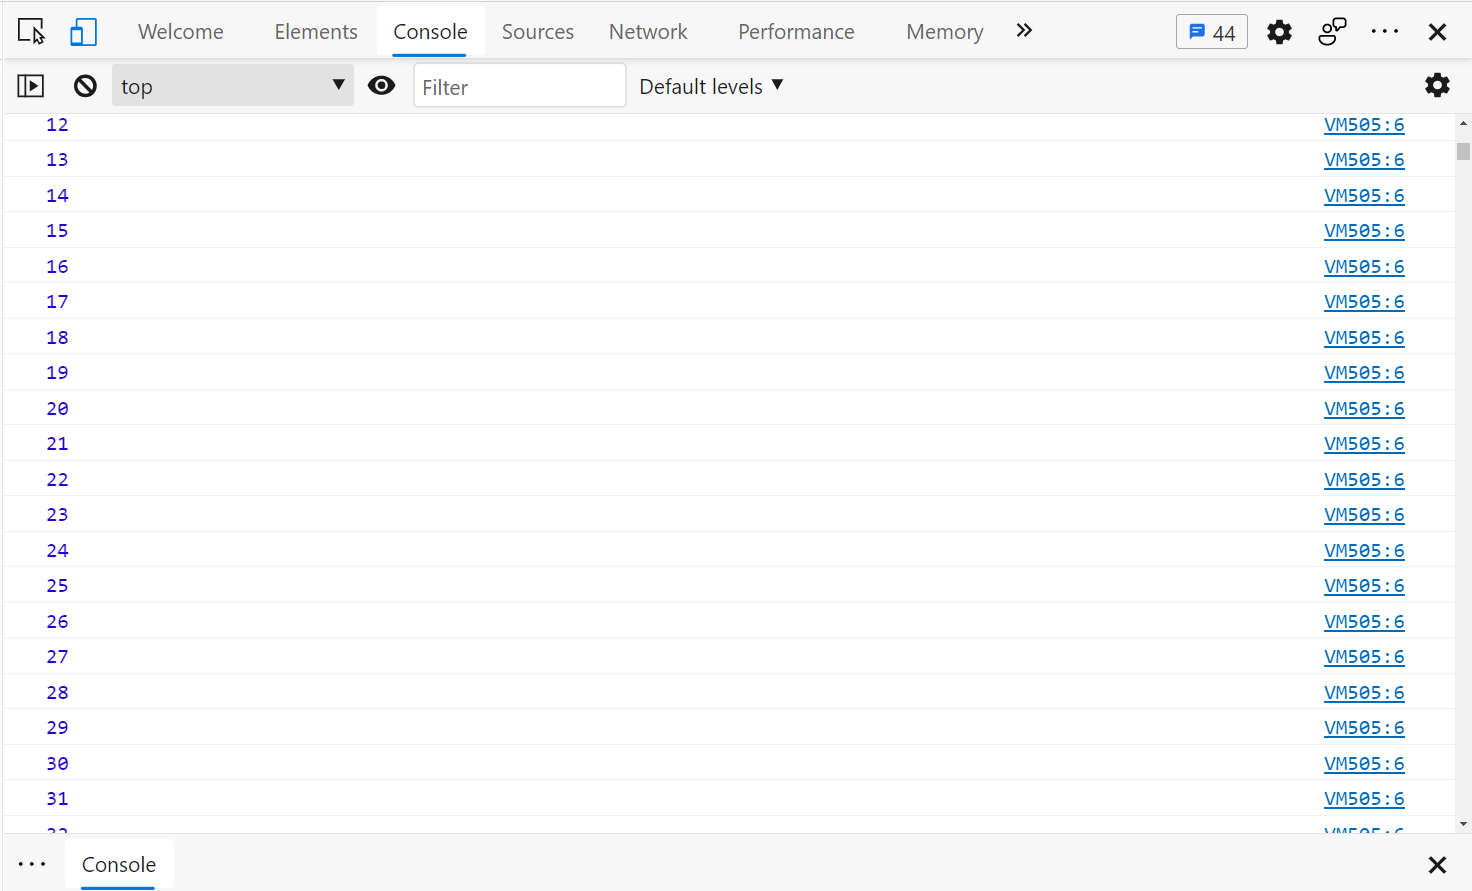 Welcome Elements Console Sources Network Performance Memory 44
top Filter Default levels
12 VM505:6
13 VM505:6
14 VM505:6
15 VM505:6
16 VM505:6
17 VM505:6
18 VM505:6
19 VM505:6
20 VM505:6
21 VM505:6
22 VM505:6
23 VM505:6
24 VM505:6
25 VM505:6
26 VM505:6
27 VM505:6
28 VM505:6
29 VM505:6
30 VM505:6
31 VM505:6
32 VM505:6
Console